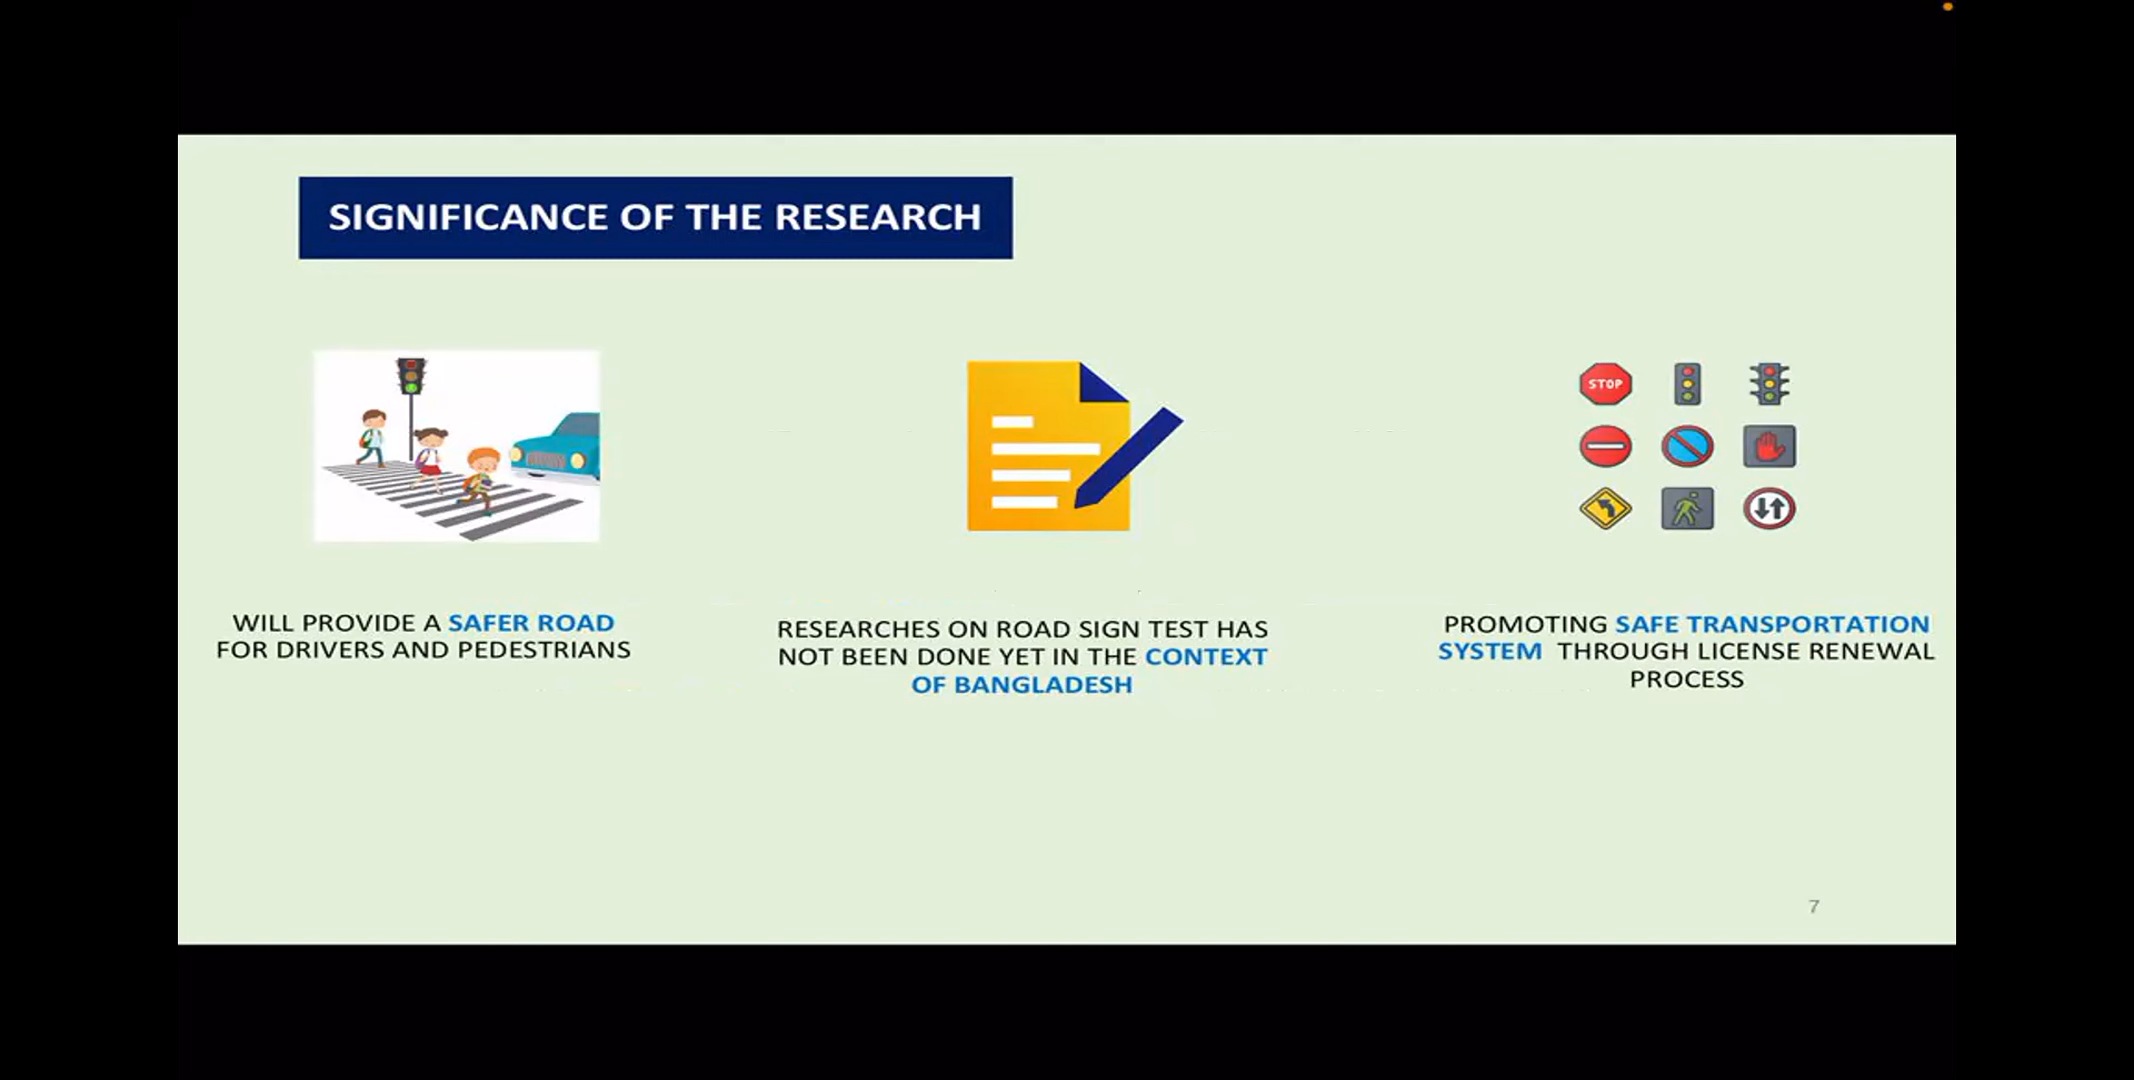 SIGNIFICANCE OF THE RESEARCH
STOP
WILL PROVIDE A SAFER ROAD
FOR DRIVERS AND PEDESTRIANS
RESEARCHES ON ROAD SIGN TEST HAS
NOT BEEN DONE YET IN THE CONTEXT
OF BANGLADESH
PROMOTING SAFE TRANSPORTATION
SYSTEM THROUGH LICENSE RENEWAL
PROCESS
7